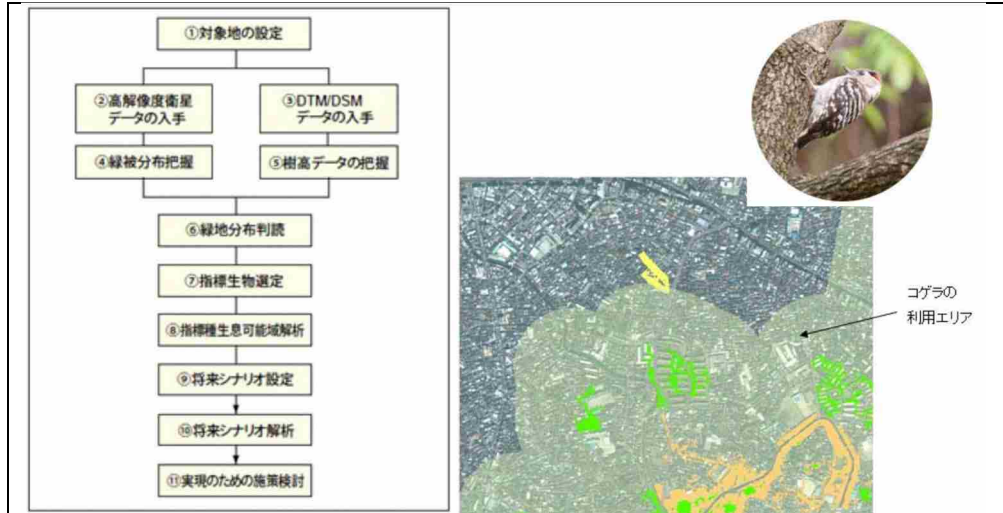 ①対象地の設定
②高解像度衛星
データの入手
③DTM/DSM
データの入手
④緑被分布把握
⑤樹高データの把握
⑥緑地分布判読
⑦指標生物選定
⑧指標種生息可能域解析
⑨将来シナリオ設定
⑩将来シナリオ解析
⑪実現のための施策検討
コゲラの
利用エリア